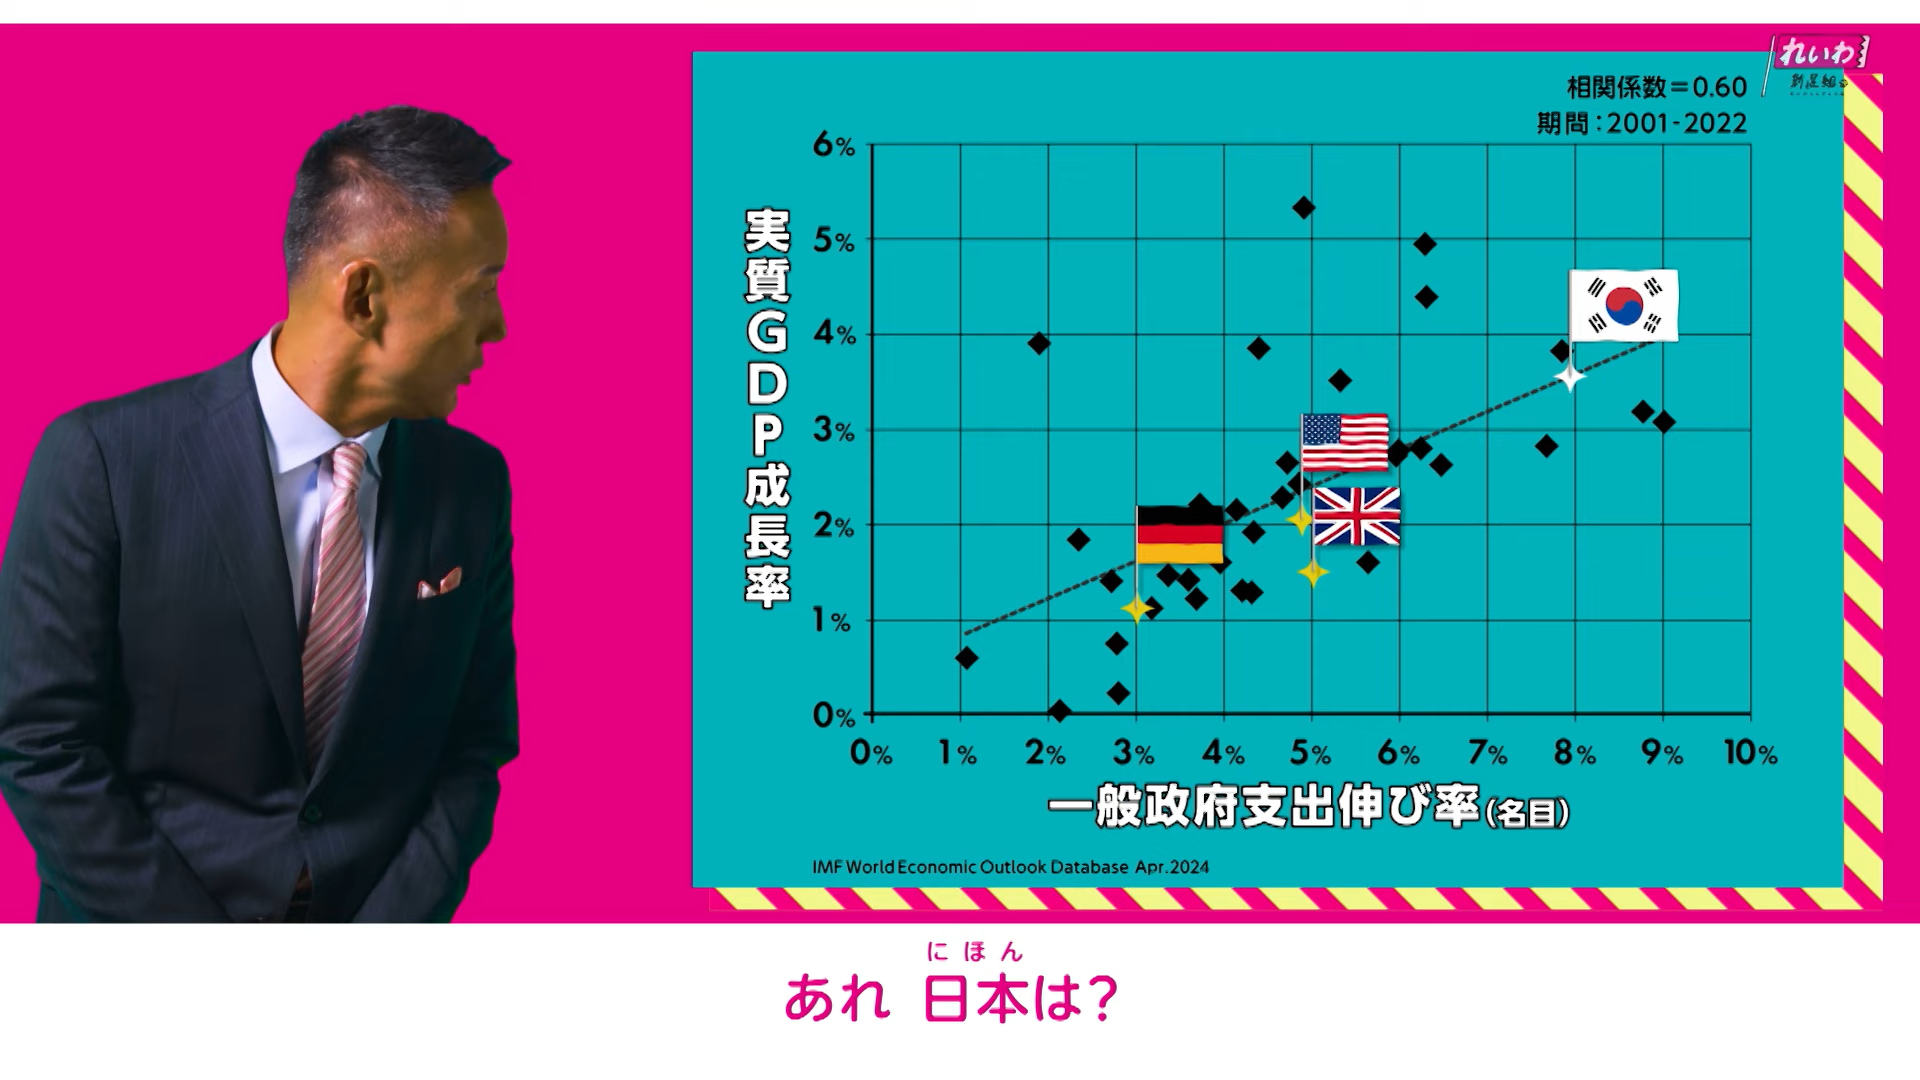 れいわ
新選組
相関係数＝0.60
期間：2001-2022
実質GDP成長率
6%
5%
4%
3%
2%
1%
0%
0% 1% 2% 3% 4% 5% 6% 7% 8% 9% 10%
一般政府支出伸び率（名目）
IMF World Economic Outlook Database Apr.2024
にほん
あれ 日本は？